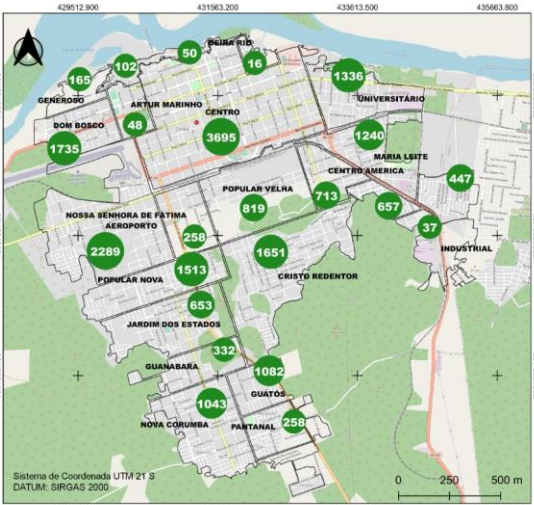 429512.900 431563.200 433613.500 435663.800
BEIRA RIO
50
102
16
165
1336
GENEROSO
ARTUR MARINHO
UNIVERSITÁRIO
CENTRO
DOM BOSCO
48
3695
1240
1735
MARIA LEITE
CENTRO AMERICA
447
POPULAR VELHA
713
657
819
NOSSA SENHORA DE FÁTIMA
AEROPORTO
37
258
2289
1651
INDUSTRIAL
1513
POPULAR NOVA
CRISTO REDENTOR
653
JARDIM DOS ESTADOS
332
GUANABARA
1082
GUATÓS
1043
NOVA CORUMBA
PANTANAL
258
Sistema de Coordenada UTM 21 S
DATUM: SIRGAS 2000
0 250 500 m